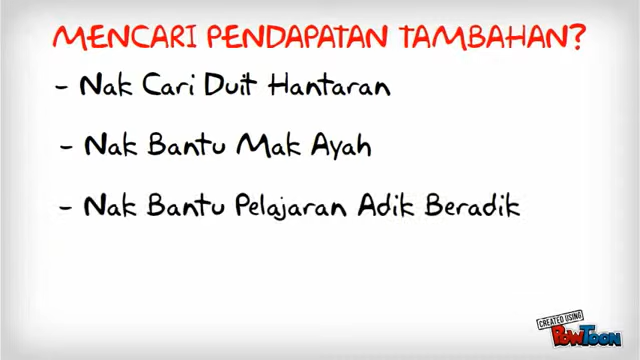 MENCARI PENDAPATAN TAMBAHAN?
- Nak Cari Duit Hantaran
- Nak Bantu Mak Ayah
- Nak Bantu Pelajaran Adik Beradik
CREATED USING
POWTOON